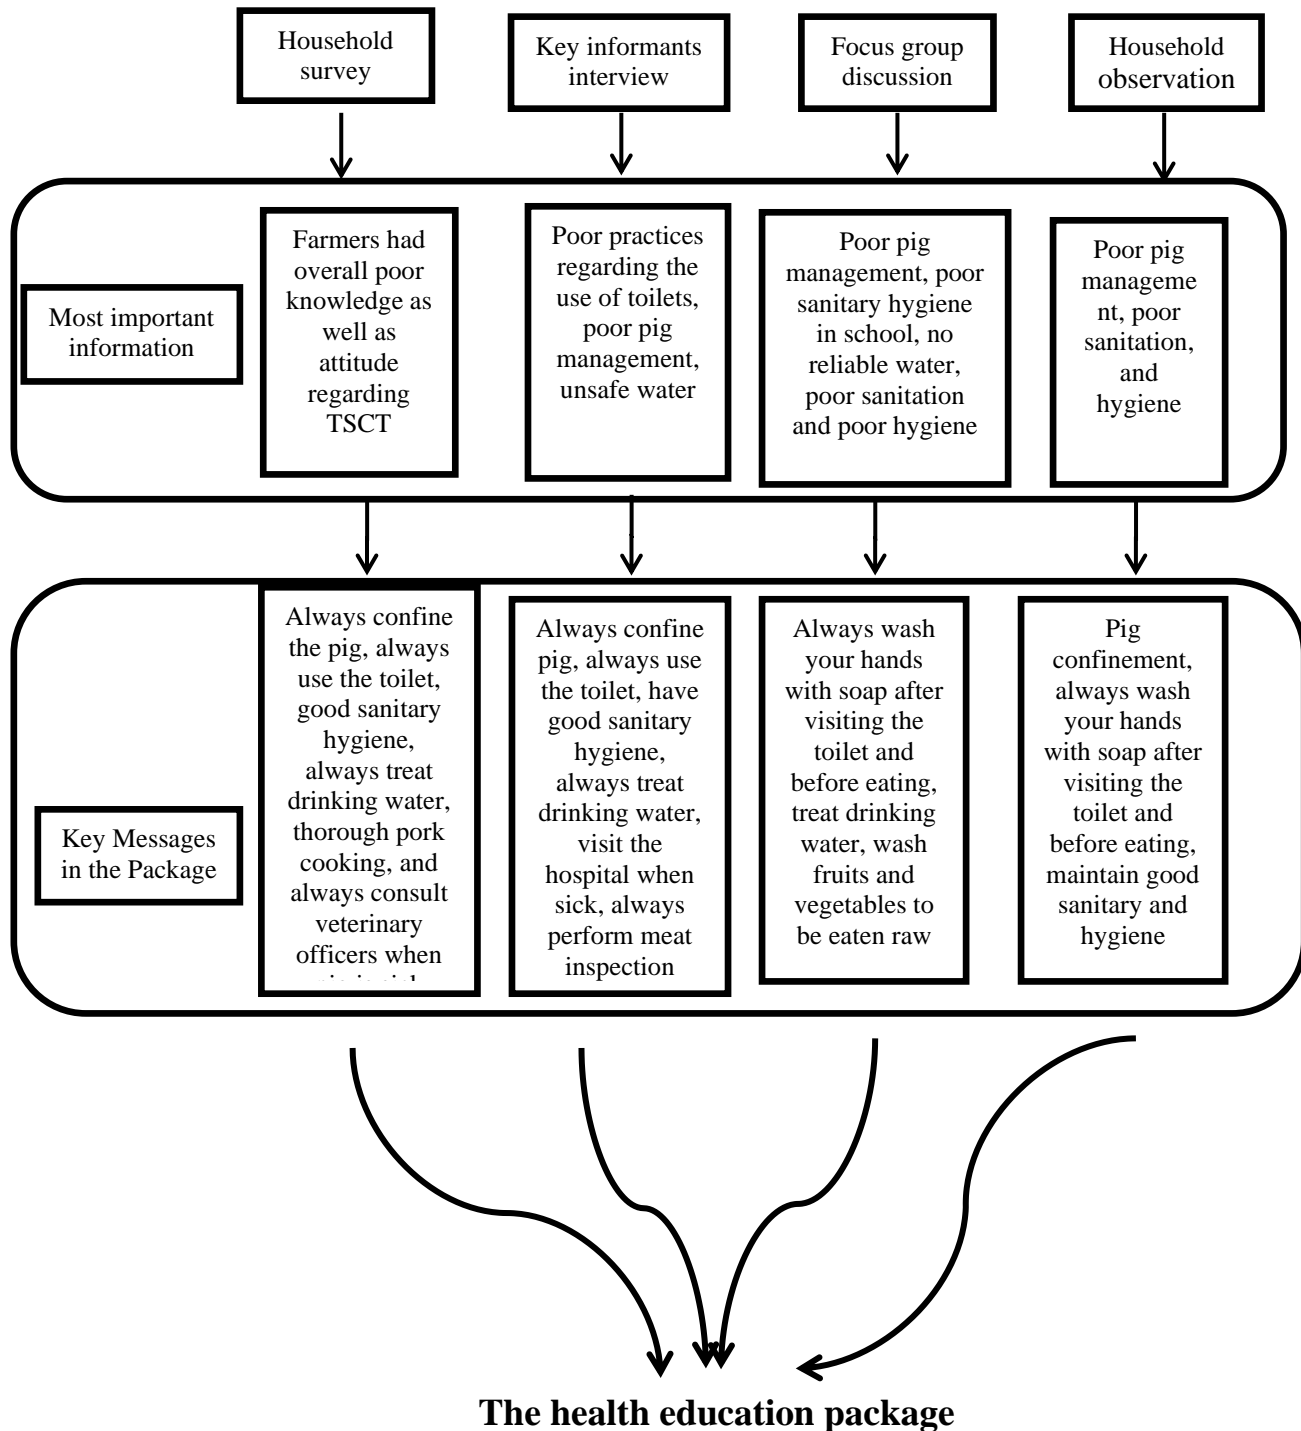 Household
survey
Key informants
interview
Focus group
discussion
Household
observation
Most important
information
Farmers had
overall poor
knowledge as
well as
attitude
regarding
TSCT
Poor practices
regarding the
use of toilets,
poor pig
management,
unsafe water
Poor pig
management, poor
sanitary hygiene
in school, no
reliable water,
poor sanitation
and poor hygiene
Poor pig
manageme
nt, poor
sanitation,
and
hygiene
Key Messages
in the Package
Always confine
the pig, always
use the toilet,
good sanitary
hygiene,
always treat
drinking water,
thorough pork
cooking, and
always consult
veterinary
officers when
Always confine
pig, always use
the toilet, have
good sanitary
hygiene,
always treat
drinking water,
visit the
hospital when
sick, always
perform meat
inspection
Always wash
your hands
with soap after
visiting the
toilet and
before eating,
treat drinking
water, wash
fruits and
vegetables to
be eaten raw
Pig
confinement,
always wash
your hands
with soap after
visiting the
toilet and
before eating,
maintain good
sanitary and
hygiene
The health education package